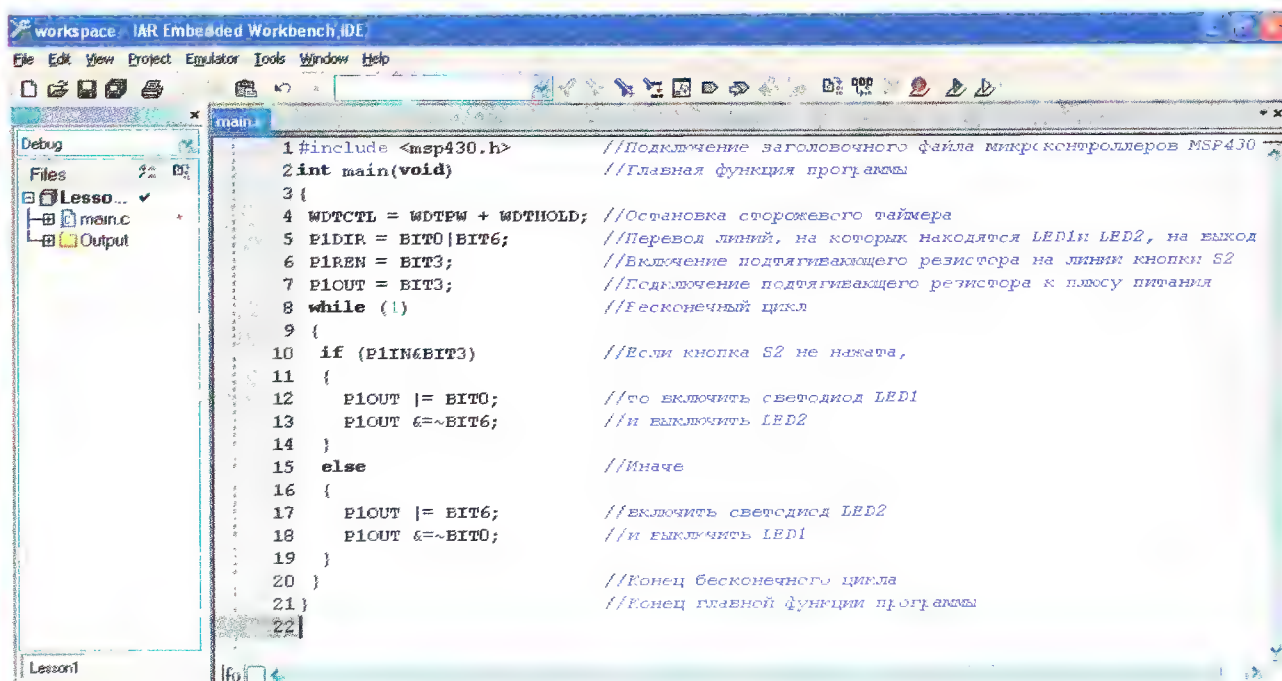 workspace IAR Embedded Workbench IDE
File Edit View Project Emulator Tools Window Help
main.c
Debug
Files
Lesso...
main.c
Output
1 #include <msp430.h> //Подключение заголовочного файла микроконтроллеров MSP430
2 int main(void) //Главная функция программы
3 {
4 WDTCTL = WDTPW + WDTHOLD; //Остановка сторожевого таймера
5 P1DIR = BIT0|BIT6; //Перевод линий, на которых находятся LED1и LED2, на выход
6 P1REN = BIT3; //Включение подтягивающего резистора на линии кнопки S2
7 P1OUT = BIT3; //Подключение подтягивающего резистора к плюсу питания
8 while (1) //Бесконечный цикл
9 {
10 if (P1IN&BIT3) //Если кнопка S2 не нажата,
11 {
12 P1OUT |= BIT0; //то включить светодиод LED1
13 P1OUT &=~BIT6; //и выключить LED2
14 }
15 else //Иначе
16 {
17 P1OUT |= BIT6; //включить светодиод LED2
18 P1OUT &=~BIT0; //и выключить LED1
19 }
20 } //Конец бесконечного цикла
21 } //Конец главной функции программы
22
Lesson1
fo